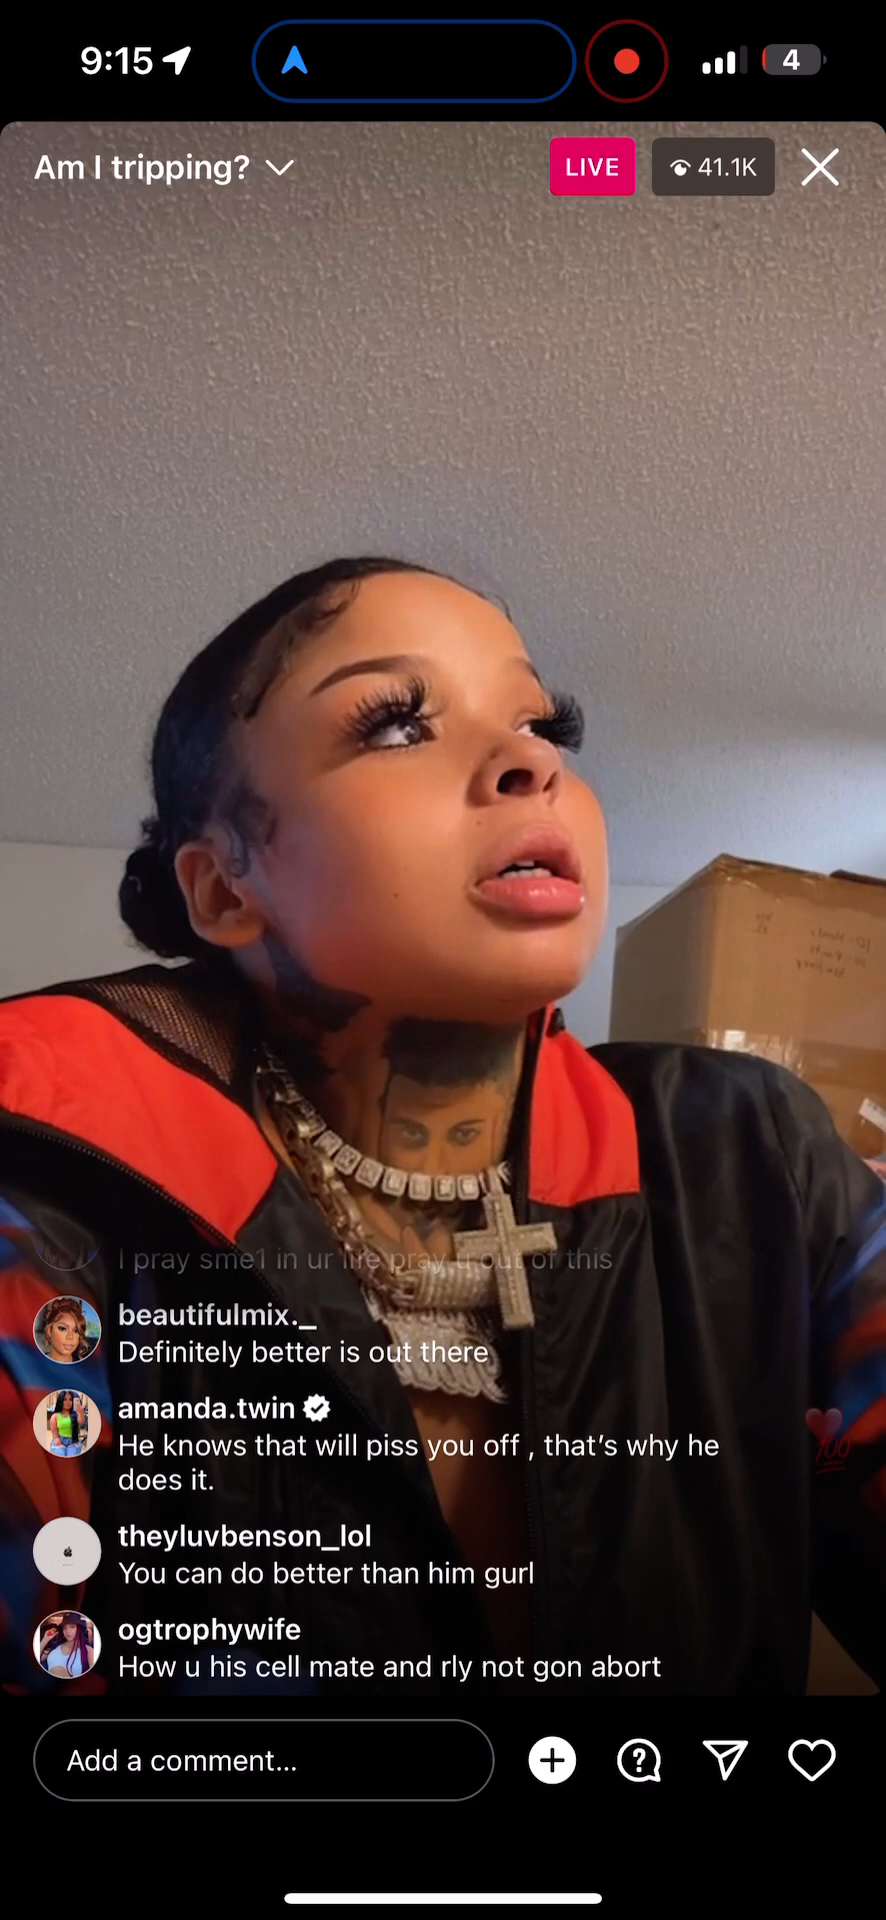 9:15
4
Am I tripping?
LIVE
41.1K
I pray sme1 in ur life pray u out of this
beautifulmix._
Definitely better is out there
amanda.twin
He knows that will piss you off , that's why he
does it.
theyluvbenson_lol
You can do better than him gurl
ogtrophywife
How u his cell mate and rly not gon abort
100
Add a comment...